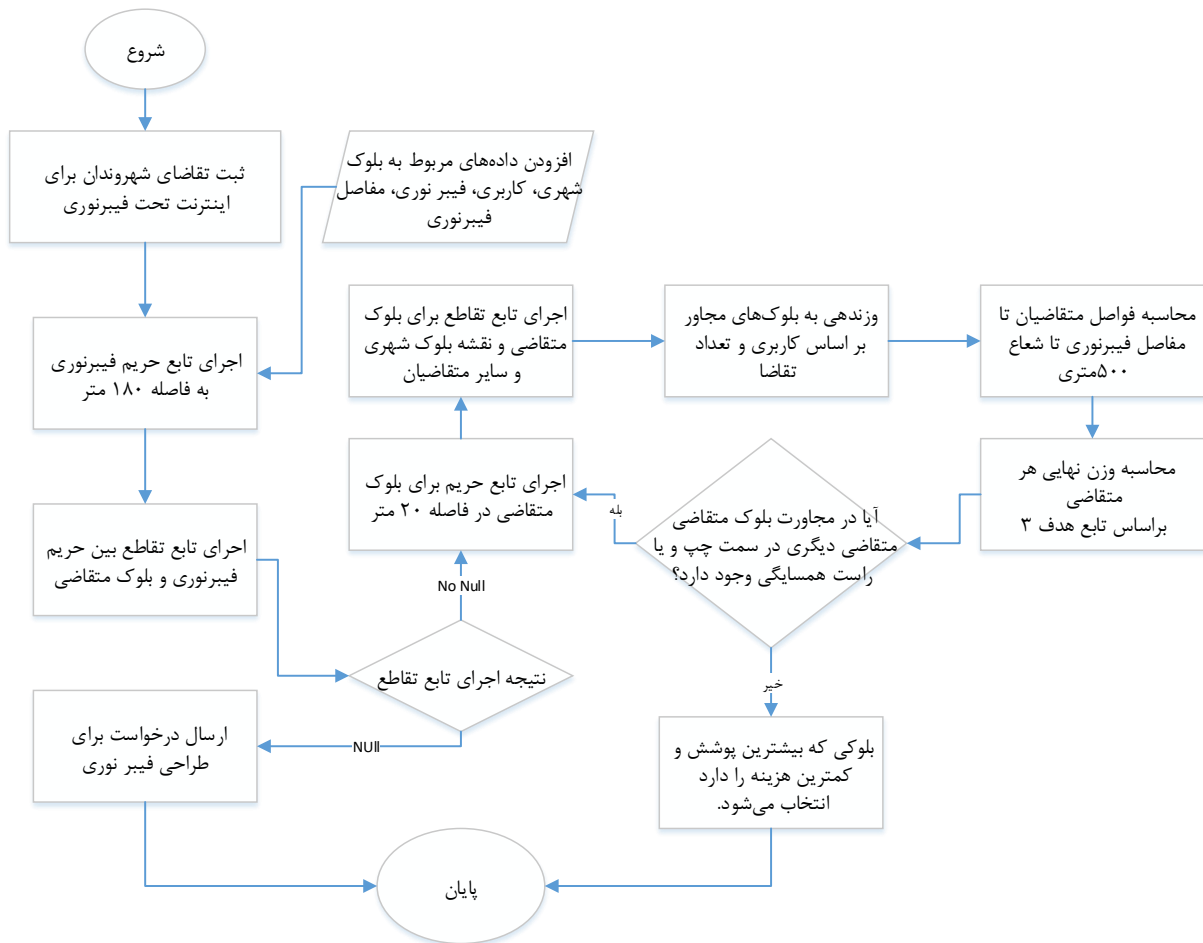 شروع
ثبت تقاضای شهروندان برای
اینترنت تحت فیبرنوری
افزودن داده‌های مربوط به بلوک
شهری، کاربری، فیبر نوری، مفاصل
فیبرنوری
اجرای تابع حریم فیبرنوری
به فاصله ۱۸۰ متر
احرای تابع تقاطع بین حریم
فیبرنوری و بلوک متقاضی
نتیجه اجرای تابع تقاطع
NUll
ارسال درخواست برای
طراحی فیبر نوری
No Null
اجرای تابع حریم برای بلوک
متقاضی در فاصله ۲۰ متر
اجرای تابع تقاطع برای بلوک
متقاضی و نقشه بلوک شهری
و سایر متقاضیان
وزندهی به بلوک‌های مجاور
بر اساس کاربری و تعداد
تقاضا
محاسبه فواصل متقاضیان تا
مفاصل فیبرنوری تا شعاع
۵۰۰متری
محاسبه وزن نهایی هر
متقاضی
براساس تابع هدف ۳
آیا در مجاورت بلوک متقاضی
متقاضی دیگری در سمت چپ و یا
راست همسایگی وجود دارد؟
بله
خیر
بلوکی که بیشترین پوشش و
کمترین هزینه را دارد
انتخاب می‌شود.
پایان